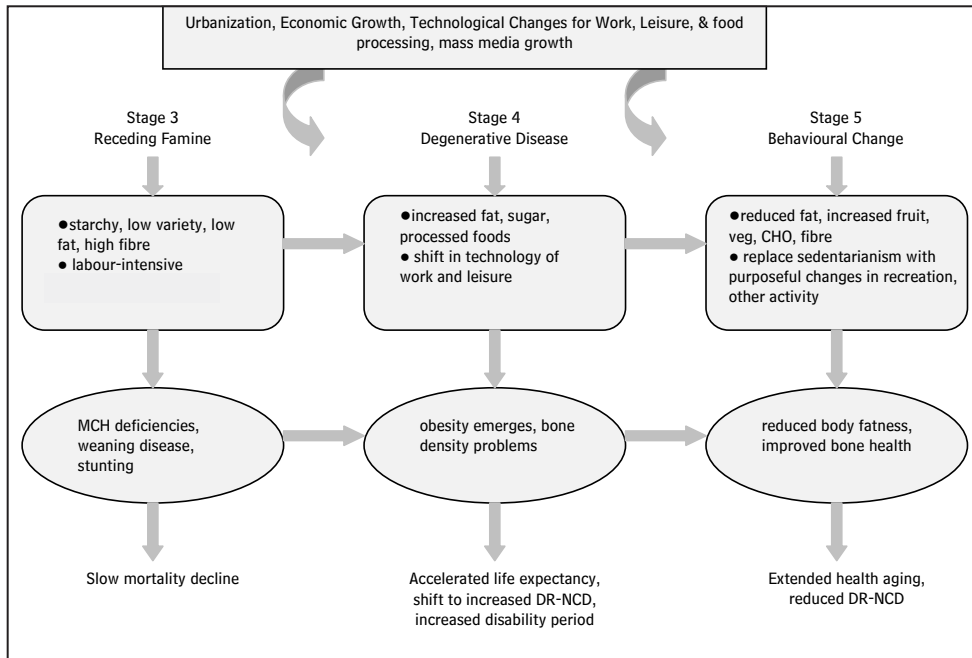 Urbanization, Economic Growth, Technological Changes for Work, Leisure, & food
processing, mass media growth
Stage 3
Receding Famine
Stage 4
Degenerative Disease
Stage 5
Behavioural Change
●starchy, low variety, low
fat, high fibre
● labour-intensive
●increased fat, sugar,
processed foods
● shift in technology of
work and leisure
●reduced fat, increased fruit,
veg, CHO, fibre
● replace sedentarianism with
purposeful changes in recreation,
other activity
MCH deficiencies,
weaning disease,
stunting
obesity emerges, bone
density problems
reduced body fatness,
improved bone health
Slow mortality decline
Accelerated life expectancy,
shift to increased DR-NCD,
increased disability period
Extended health aging,
reduced DR-NCD